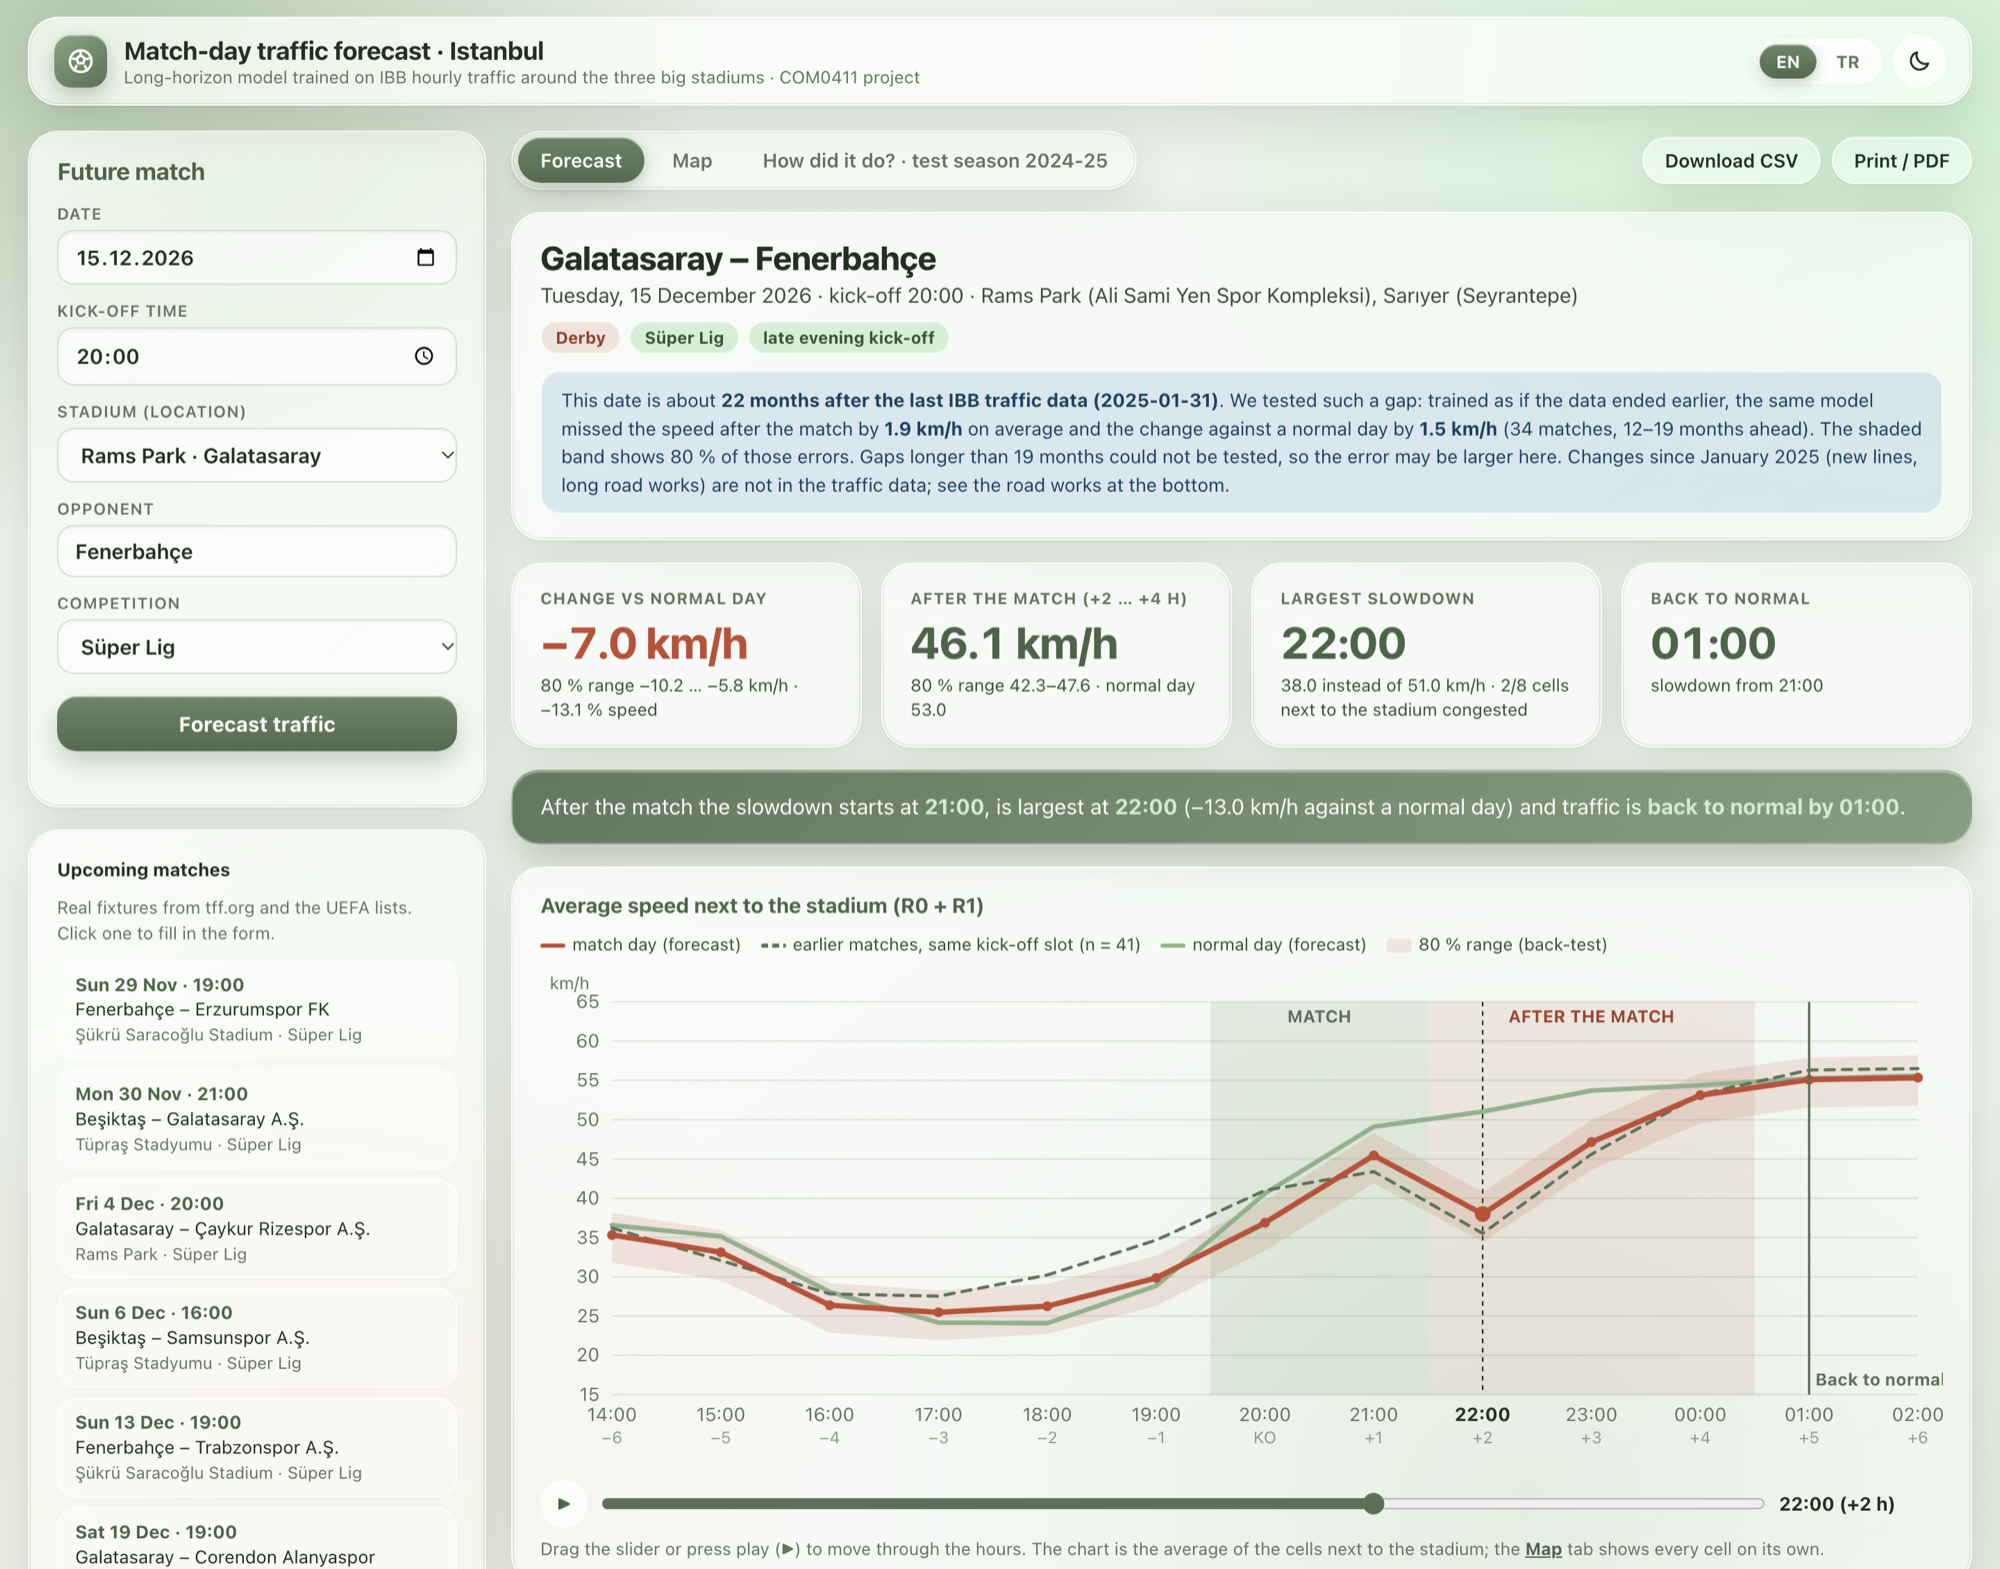 Match-day traffic forecast · Istanbul
Long-horizon model trained on IBB hourly traffic around the three big stadiums · COM0411 project
EN
TR
Future match
DATE
15.12.2026
KICK-OFF TIME
20:00
STADIUM (LOCATION)
Rams Park · Galatasaray
OPPONENT
Fenerbahçe
COMPETITION
Süper Lig
Forecast traffic
Upcoming matches
Real fixtures from tff.org and the UEFA lists.
Click one to fill in the form.
Sun 29 Nov · 19:00
Fenerbahçe – Erzurumspor FK
Şükrü Saracoğlu Stadium · Süper Lig
Mon 30 Nov · 21:00
Beşiktaş – Galatasaray A.Ş.
Tüpraş Stadyumu · Süper Lig
Fri 4 Dec · 20:00
Galatasaray – Çaykur Rizespor A.Ş.
Rams Park · Süper Lig
Sun 6 Dec · 16:00
Beşiktaş – Samsunspor A.Ş.
Tüpraş Stadyumu · Süper Lig
Sun 13 Dec · 19:00
Fenerbahçe – Trabzonspor A.Ş.
Şükrü Saracoğlu Stadium · Süper Lig
Sat 19 Dec · 19:00
Galatasaray – Corendon Alanyaspor
Forecast
Map
How did it do? · test season 2024-25
Download CSV
Print / PDF
Galatasaray – Fenerbahçe
Tuesday, 15 December 2026 · kick-off 20:00 · Rams Park (Ali Sami Yen Spor Kompleksi), Sarıyer (Seyrantepe)
Derby
Süper Lig
late evening kick-off
This date is about 22 months after the last IBB traffic data (2025-01-31). We tested such a gap: trained as if the data ended earlier, the same model
missed the speed after the match by 1.9 km/h on average and the change against a normal day by 1.5 km/h (34 matches, 12–19 months ahead). The shaded
band shows 80 % of those errors. Gaps longer than 19 months could not be tested, so the error may be larger here. Changes since January 2025 (new lines,
long road works) are not in the traffic data; see the road works at the bottom.
CHANGE VS NORMAL DAY
−7.0 km/h
80 % range −10.2 … −5.8 km/h ·
−13.1 % speed
AFTER THE MATCH (+2 … +4 H)
46.1 km/h
80 % range 42.3–47.6 · normal day
53.0
LARGEST SLOWDOWN
22:00
38.0 instead of 51.0 km/h · 2/8 cells
next to the stadium congested
BACK TO NORMAL
01:00
slowdown from 21:00
After the match the slowdown starts at 21:00, is largest at 22:00 (−13.0 km/h against a normal day) and traffic is back to normal by 01:00.
Average speed next to the stadium (R0 + R1)
match day (forecast)
earlier matches, same kick-off slot (n = 41)
normal day (forecast)
80 % range (back-test)
km/h
65
60
55
50
45
40
35
30
25
20
15
MATCH
AFTER THE MATCH
Back to normal
14:00 15:00 16:00 17:00 18:00 19:00 20:00 21:00 22:00 23:00 00:00 01:00 02:00
−6 −5 −4 −3 −2 −1 KO +1 +2 +3 +4 +5 +6
22:00 (+2 h)
Drag the slider or press play (▶) to move through the hours. The chart is the average of the cells next to the stadium; the Map tab shows every cell on its own.